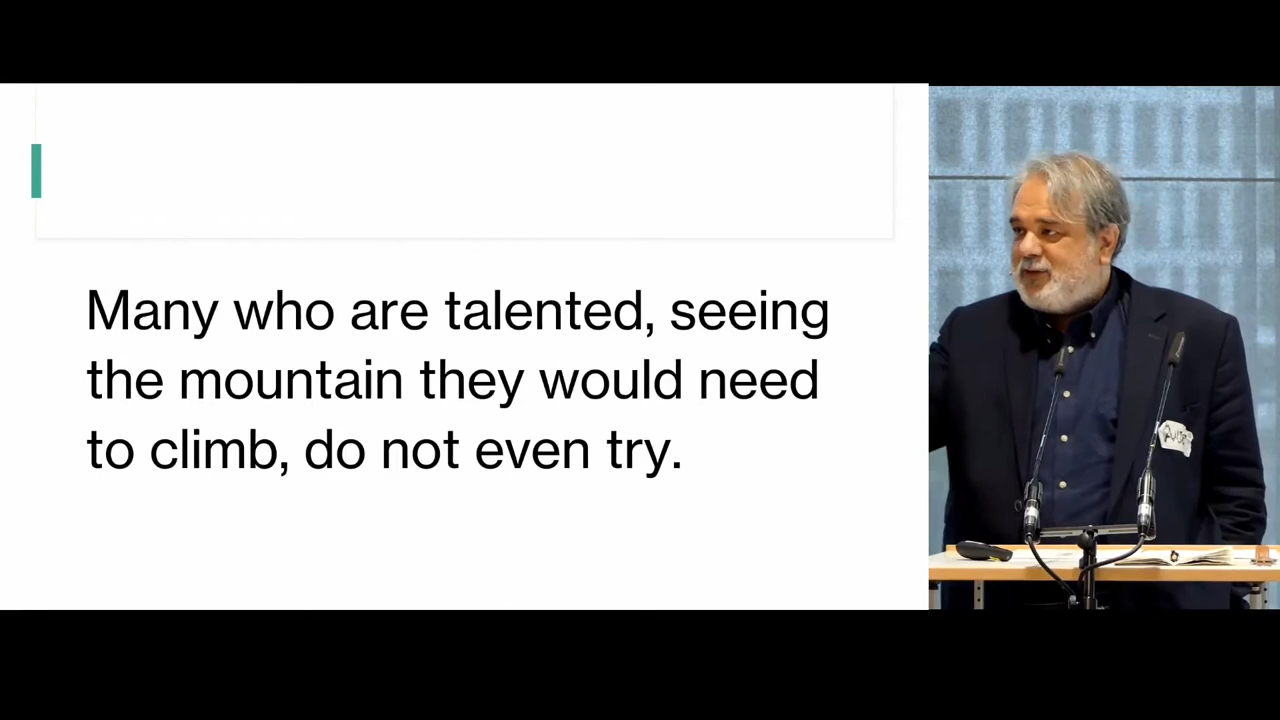 Many who are talented, seeing
the mountain they would need
to climb, do not even try.